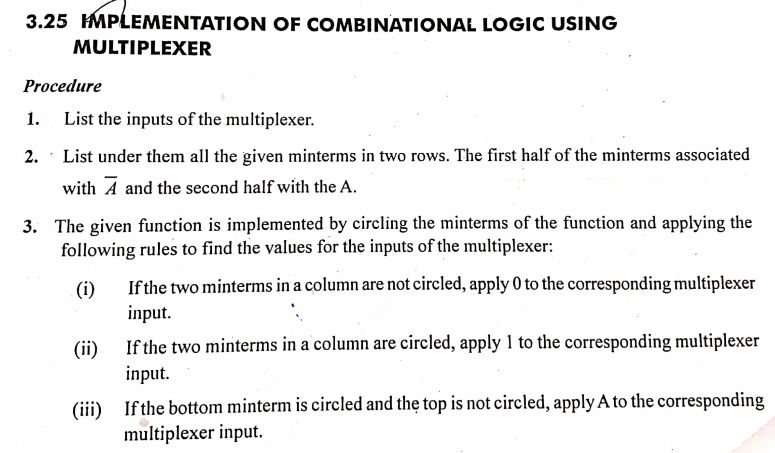 3.25 IMPLEMENTATION OF COMBINATIONAL LOGIC USING
MULTIPLEXER
Procedure
1. List the inputs of the multiplexer.
2. List under them all the given minterms in two rows. The first half of the minterms associated
with A̅ and the second half with the A.
3. The given function is implemented by circling the minterms of the function and applying the
following rules to find the values for the inputs of the multiplexer:
(i) If the two minterms in a column are not circled, apply 0 to the corresponding multiplexer
input.
(ii) If the two minterms in a column are circled, apply 1 to the corresponding multiplexer
input.
(iii) If the bottom minterm is circled and the top is not circled, apply A to the corresponding
multiplexer input.